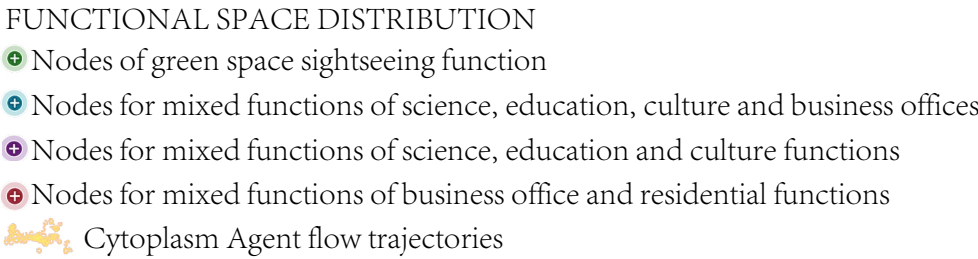 FUNCTIONAL SPACE DISTRIBUTION
Nodes of green space sightseeing function
Nodes for mixed functions of science, education, culture and business offices
Nodes for mixed functions of science, education and culture functions
Nodes for mixed functions of business office and residential functions
Cytoplasm Agent flow trajectories